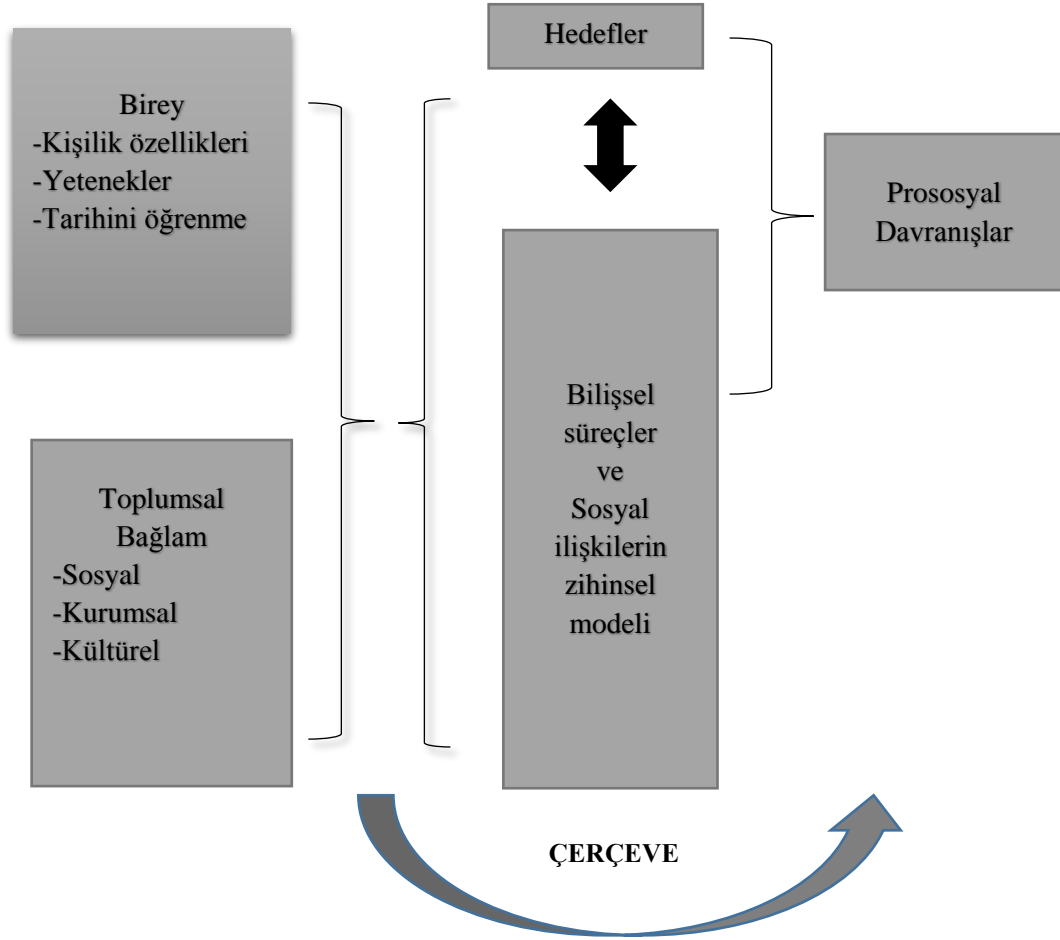 Birey
-Kişilik özellikleri
-Yetenekler
-Tarihini öğrenme
Toplumsal
Bağlam
-Sosyal
-Kurumsal
-Kültürel
Hedefler
Bilişsel
süreçler
ve
Sosyal
ilişkilerin
zihinsel
modeli
Prososyal
Davranışlar
ÇERÇEVE